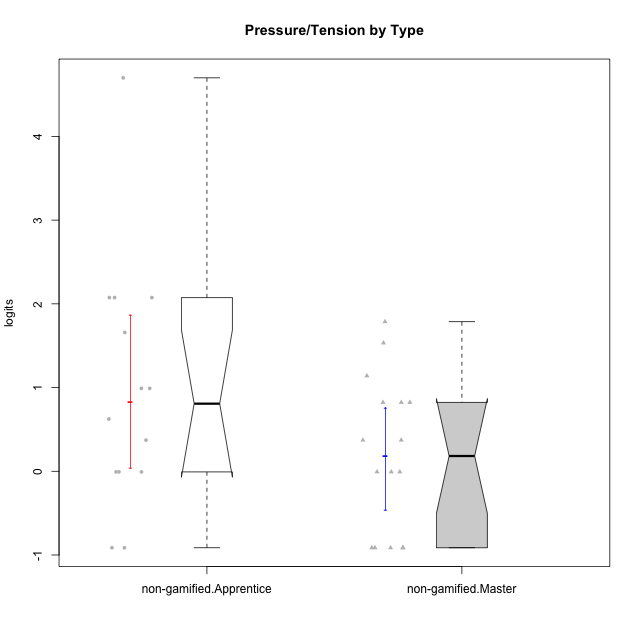 Pressure/Tension by Type
logits
4
3
2
1
0
-1
non-gamified.Apprentice
non-gamified.Master